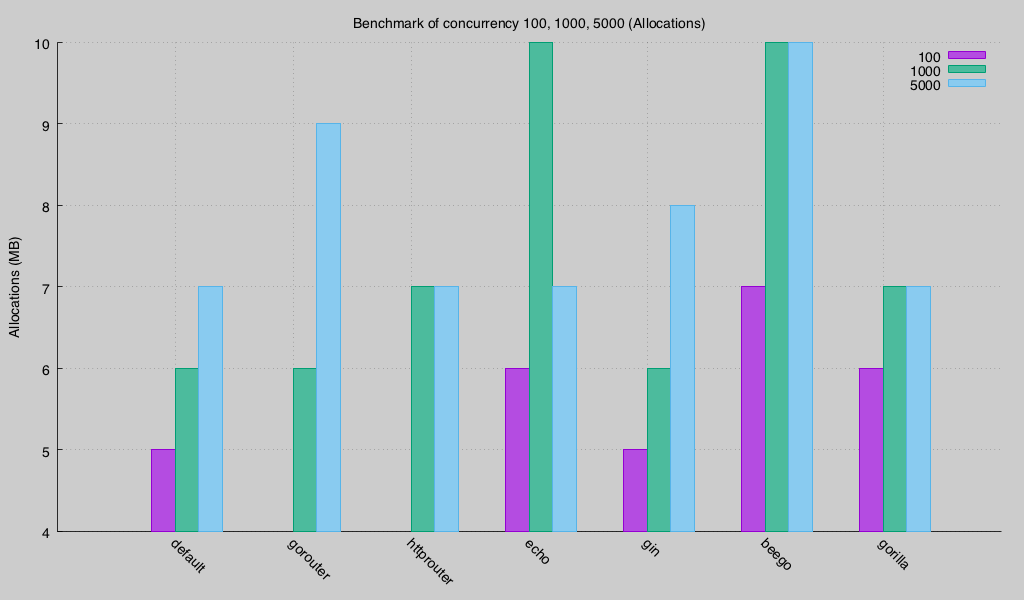 Benchmark of concurrency 100, 1000, 5000 (Allocations)
100
1000
5000
Allocations (MB)
10
9
8
7
6
5
4
default
gorouter
httprouter
echo
gin
beego
gorilla